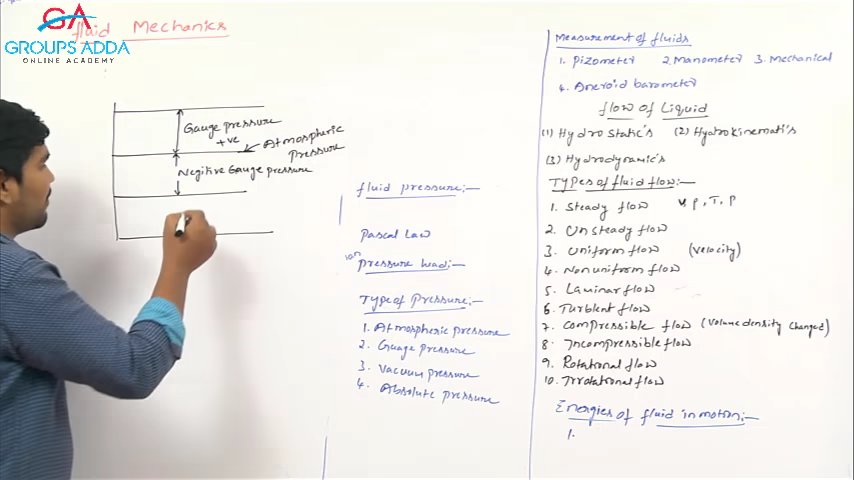 fluid Mechanics
GA
GROUPS ADDA
ONLINE ACADEMY
Gauge pressure
+ve
Atmospheric
pressure
Negitive Gauge pressure
fluid pressure:-
Pascal Law
pressure head:-
Type of pressure:-
1. Atmospheric pressure
2. Guage pressure
3. Vacuum pressure
4. Absolute pressure
Measurement of fluids
1. Pizometer 2. Manometer 3. Mechanical
4. Aneroid barometer
flow of Liquid
(1) Hydrostatic's (2) Hydrokinemati's
(3) Hydrodynamic's
Types of fluid flow:-
1. Steady flow V, P, T, P
2. Unsteady flow
3. Uniform flow (velocity)
4. Nonuniform flow
5. Laminar flow
6. Turblent flow
7. Compressible flow (Volume density changed)
8. Incompressible flow
9. Rotational flow
10. Irrotational flow
Energies of fluid in motion:-
1.